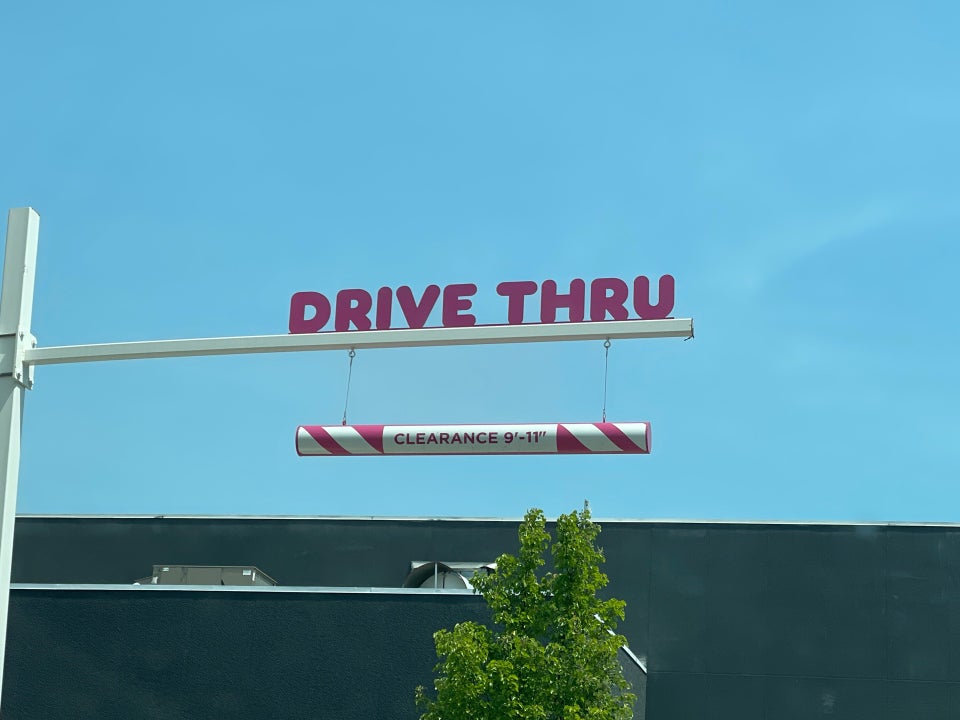 DRIVE THRU
CLEARANCE 9'-11"